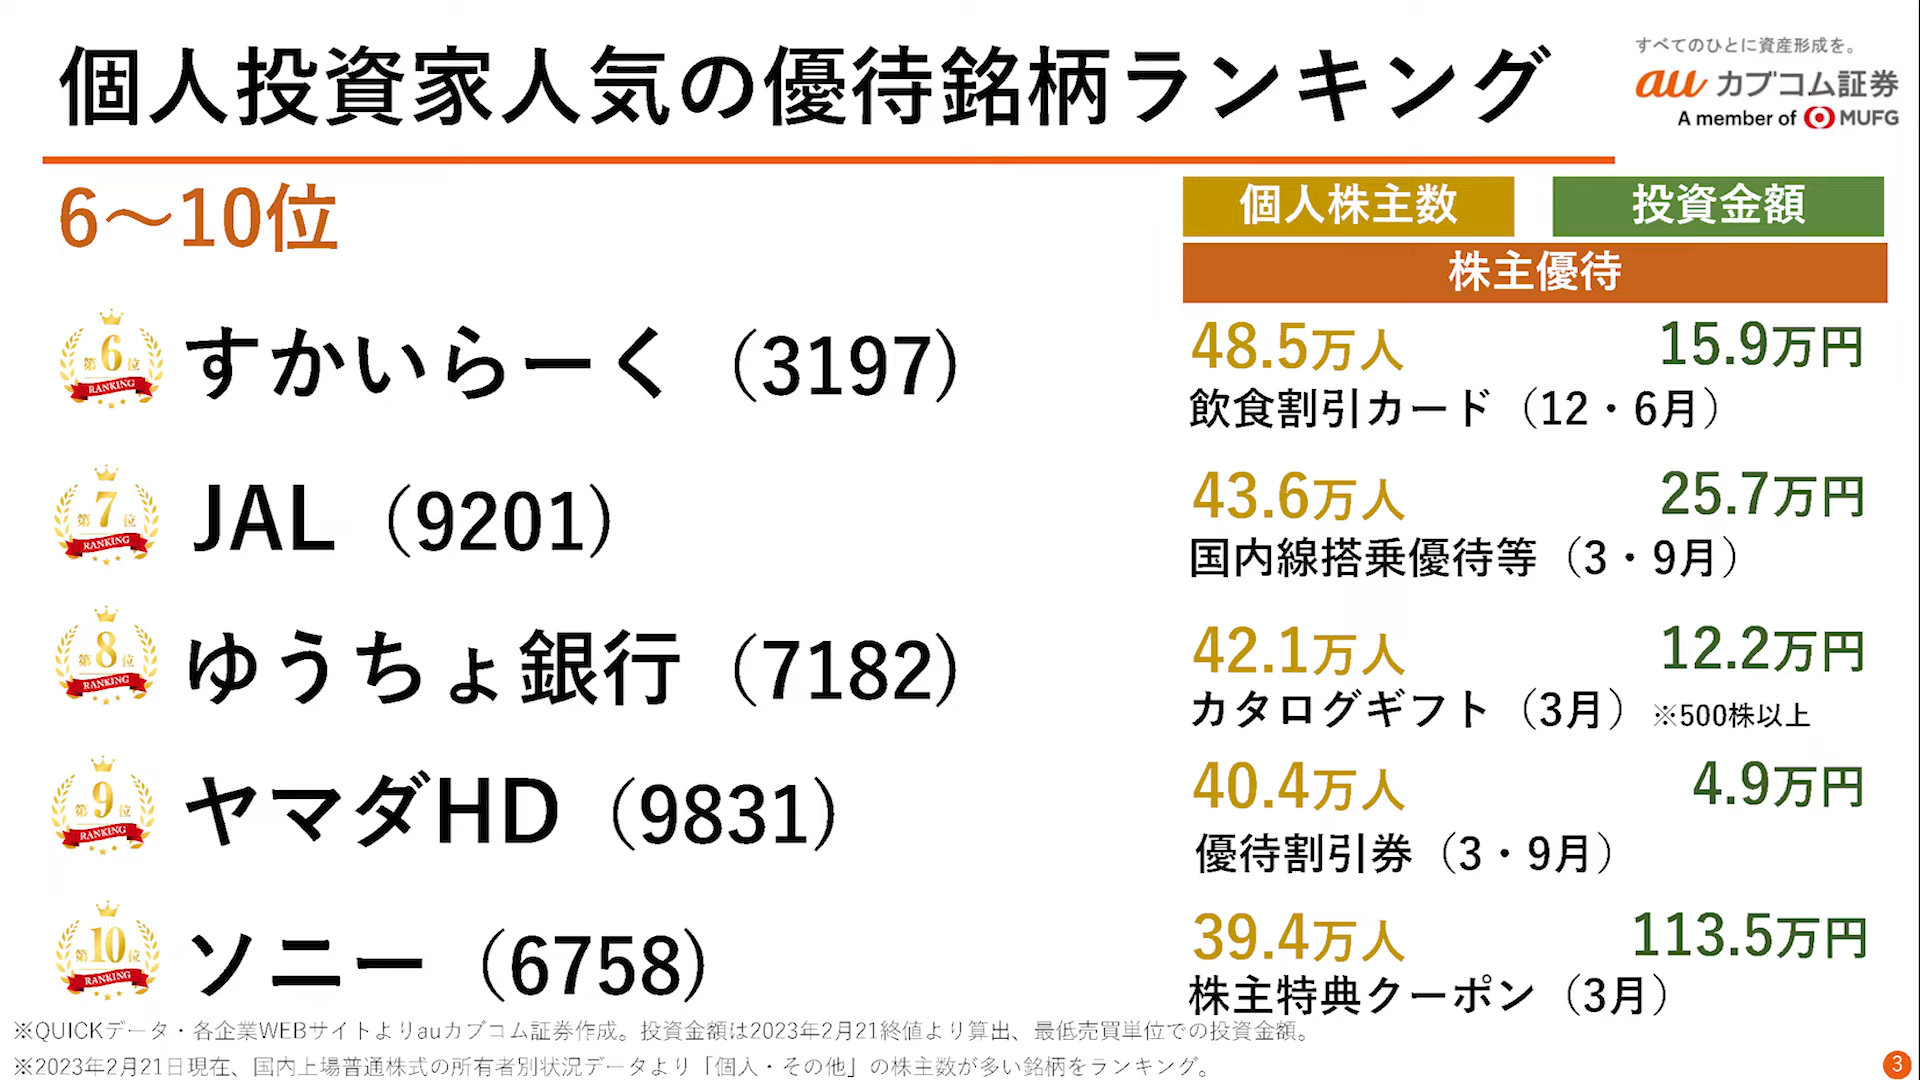 個人投資家人気の優待銘柄ランキング
すべてのひとに資産形成を。
au カブコム証券
A member of MUFG
6～10位
個人株主数 投資金額
株主優待
第6位 RANKING
すかいらーく（3197）
48.5万人 15.9万円
飲食割引カード（12・6月）
第7位 RANKING
JAL（9201）
43.6万人 25.7万円
国内線搭乗優待等（3・9月）
第8位 RANKING
ゆうちょ銀行（7182）
42.1万人 12.2万円
カタログギフト（3月）※500株以上
第9位 RANKING
ヤマダHD（9831）
40.4万人 4.9万円
優待割引券（3・9月）
第10位 RANKING
ソニー（6758）
39.4万人 113.5万円
株主特典クーポン（3月）
※QUICKデータ・各企業WEBサイトよりauカブコム証券作成。投資金額は2023年2月21終値より算出、最低売買単位での投資金額。
※2023年2月21日現在、国内上場普通株式の所有者別状況データより「個人・その他」の株主数が多い銘柄をランキング。
3